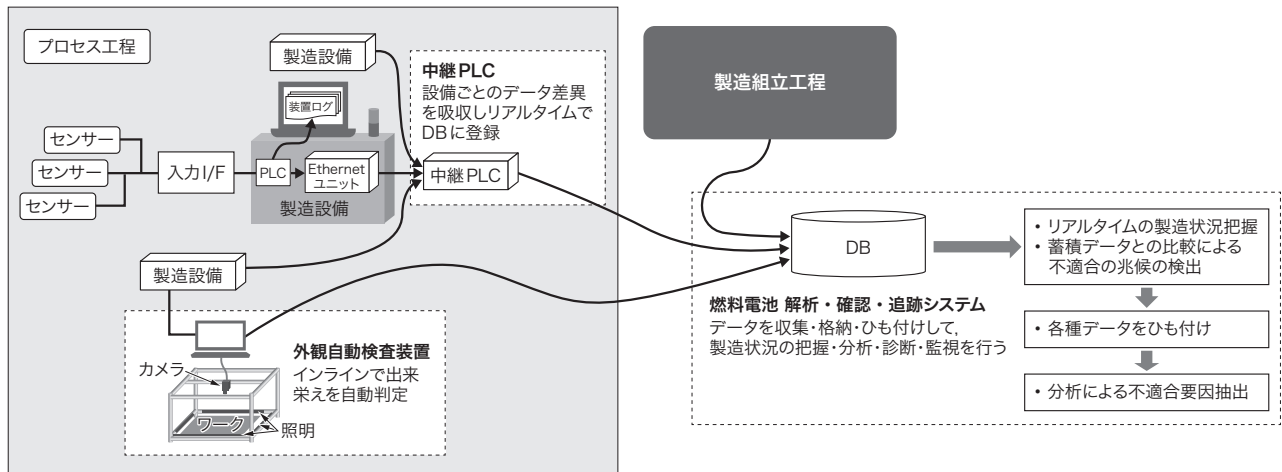 プロセス工程
製造設備
装置ログ
センサー
センサー
センサー
入力I/F
PLC
Ethernet
ユニット
製造設備
中継PLC
設備ごとのデータ差異
を吸収しリアルタイムで
DBに登録
中継PLC
製造設備
カメラ
ワーク
照明
外観自動検査装置
インラインで出来
栄えを自動判定
製造組立工程
DB
燃料電池 解析・確認・追跡システム
データを収集・格納・ひも付けして,
製造状況の把握・分析・診断・監視を行う
・リアルタイムの製造状況把握
・蓄積データとの比較による
不適合の兆候の検出
・各種データをひも付け
・分析による不適合要因抽出